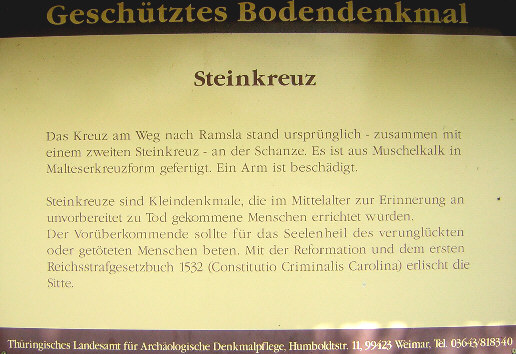 Geschütztes Bodendenkmal
Steinkreuz
Das Kreuz am Weg nach Ramsla stand ursprünglich - zusammen mit
einem zweiten Steinkreuz - an der Schanze. Es ist aus Muschelkalk in
Malteserkreuzform gefertigt. Ein Arm ist beschädigt.
Steinkreuze sind Kleindenkmale, die im Mittelalter zur Erinnerung an
unvorbereitet zu Tod gekommene Menschen errichtet wurden.
Der Vorüberkommende sollte für das Seelenheil des verunglückten
oder getöteten Menschen beten. Mit der Reformation und dem ersten
Reichsstrafgesetzbuch 1532 (Constitutio Criminalis Carolina) erlischt die
Sitte.
Thüringisches Landesamt für Archäologische Denkmalpflege, Humboldtstr. 11, 99423 Weimar, Tel. 03643/818340